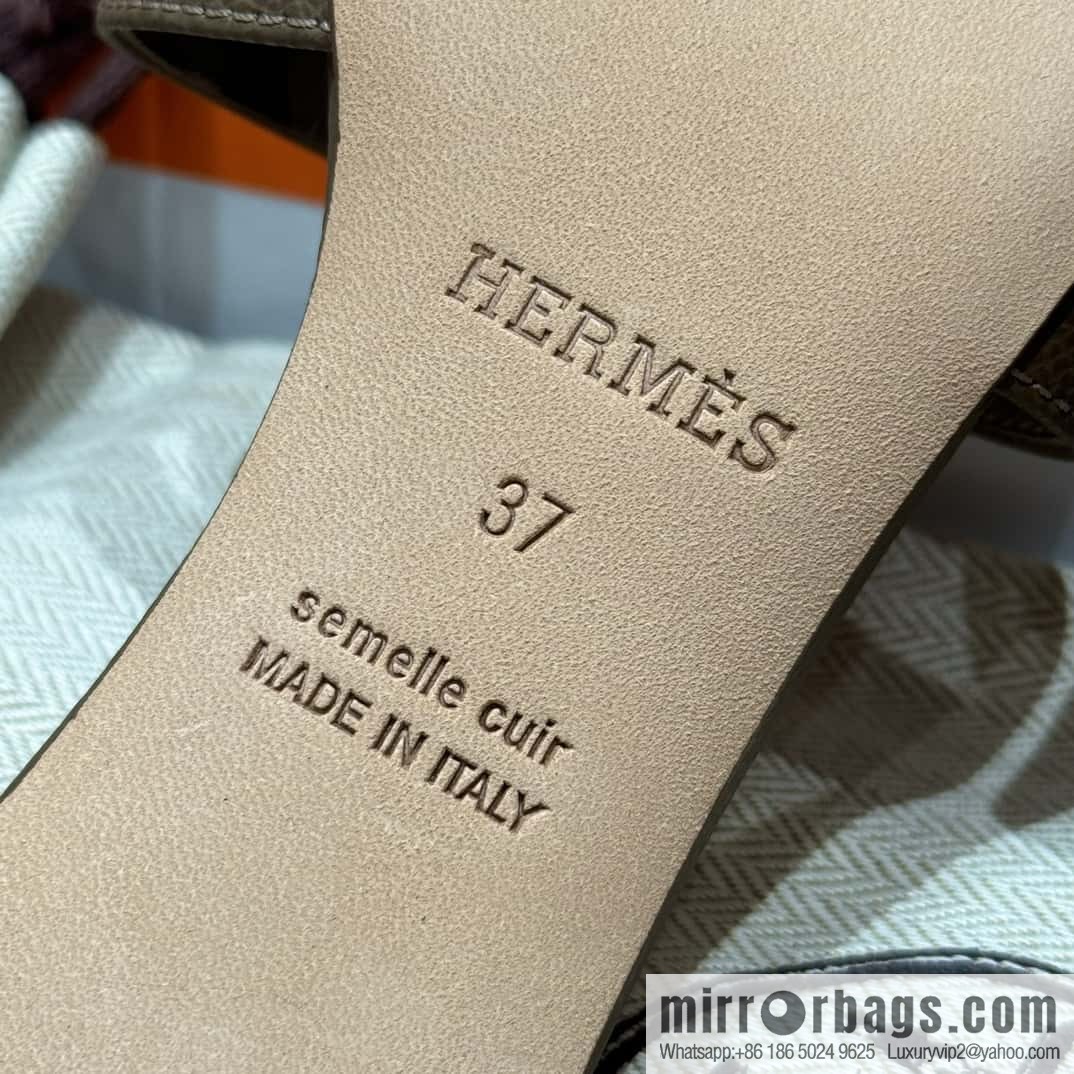 HERMÈS
37
semelle cuir
MADE IN ITALY
mirrorbags.com
Whatsapp:+86 186 5024 9625 Luxuryvip2@yahoo.com